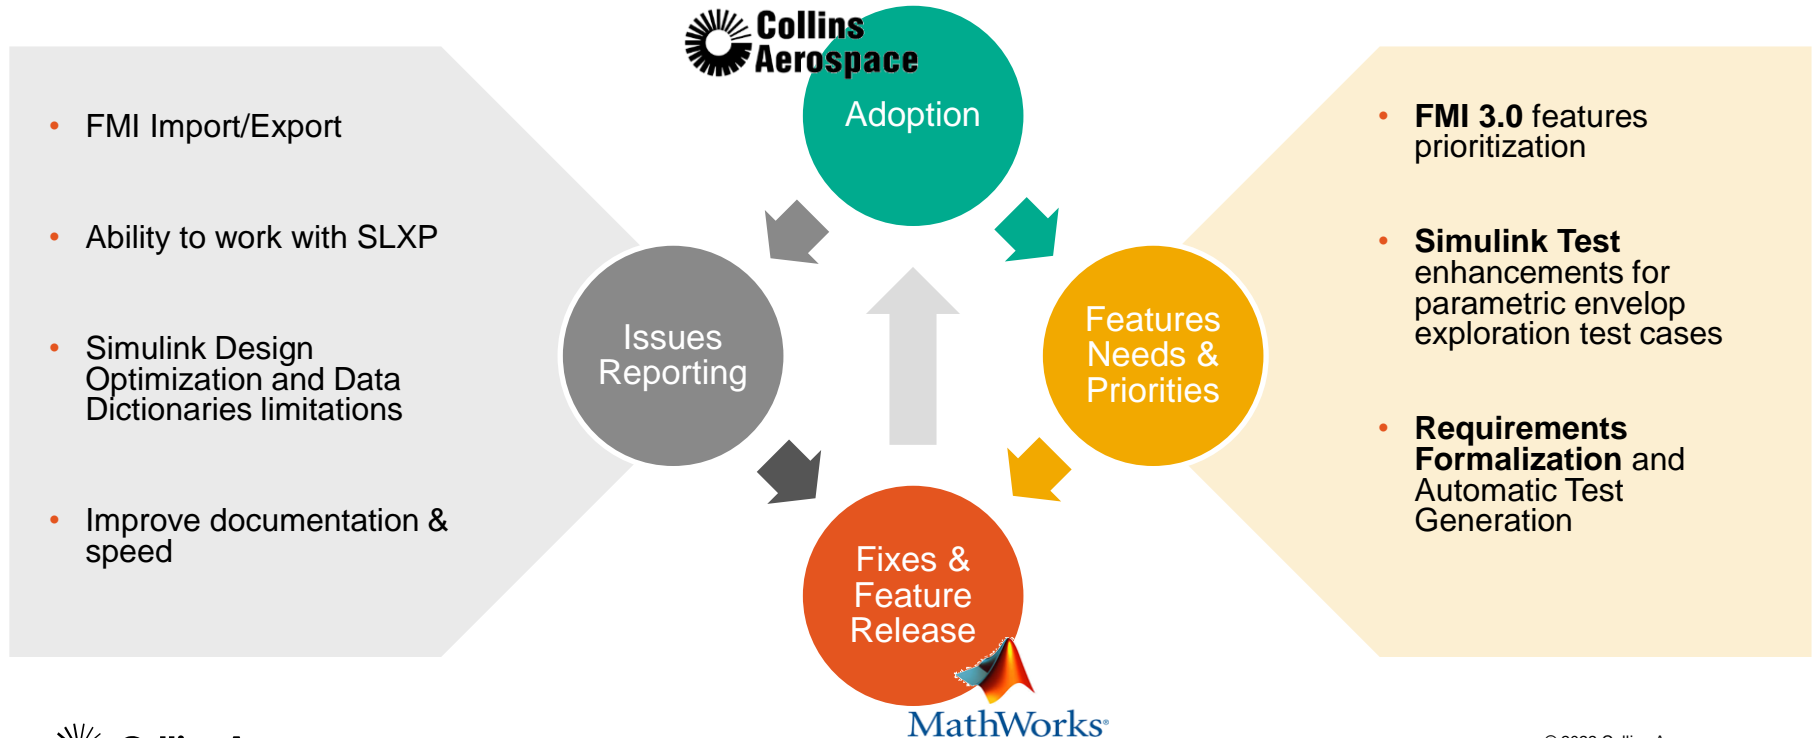 Collins
Aerospace
Adoption
• FMI Import/Export
• Ability to work with SLXP
• Simulink Design
Optimization and Data
Dictionaries limitations
• Improve documentation &
speed
Issues
Reporting
Features
Needs &
Priorities
Fixes &
Feature
Release
MathWorks®
• FMI 3.0 features
prioritization
• Simulink Test
enhancements for
parametric envelop
exploration test cases
• Requirements
Formalization and
Automatic Test
Generation